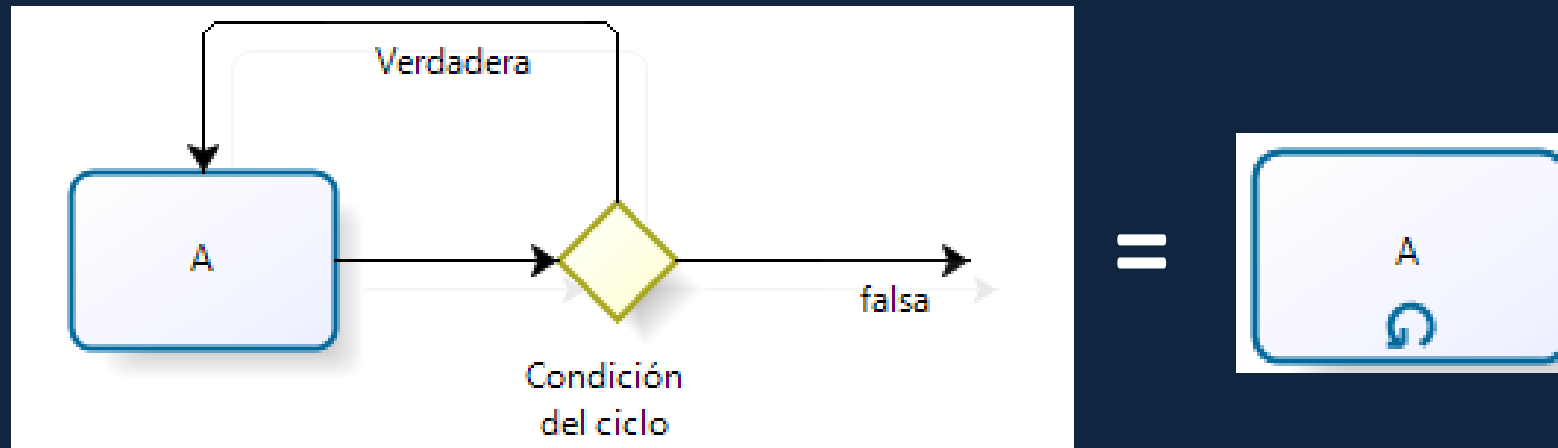 Verdadera
A
falsa
Condición
del ciclo
=
A